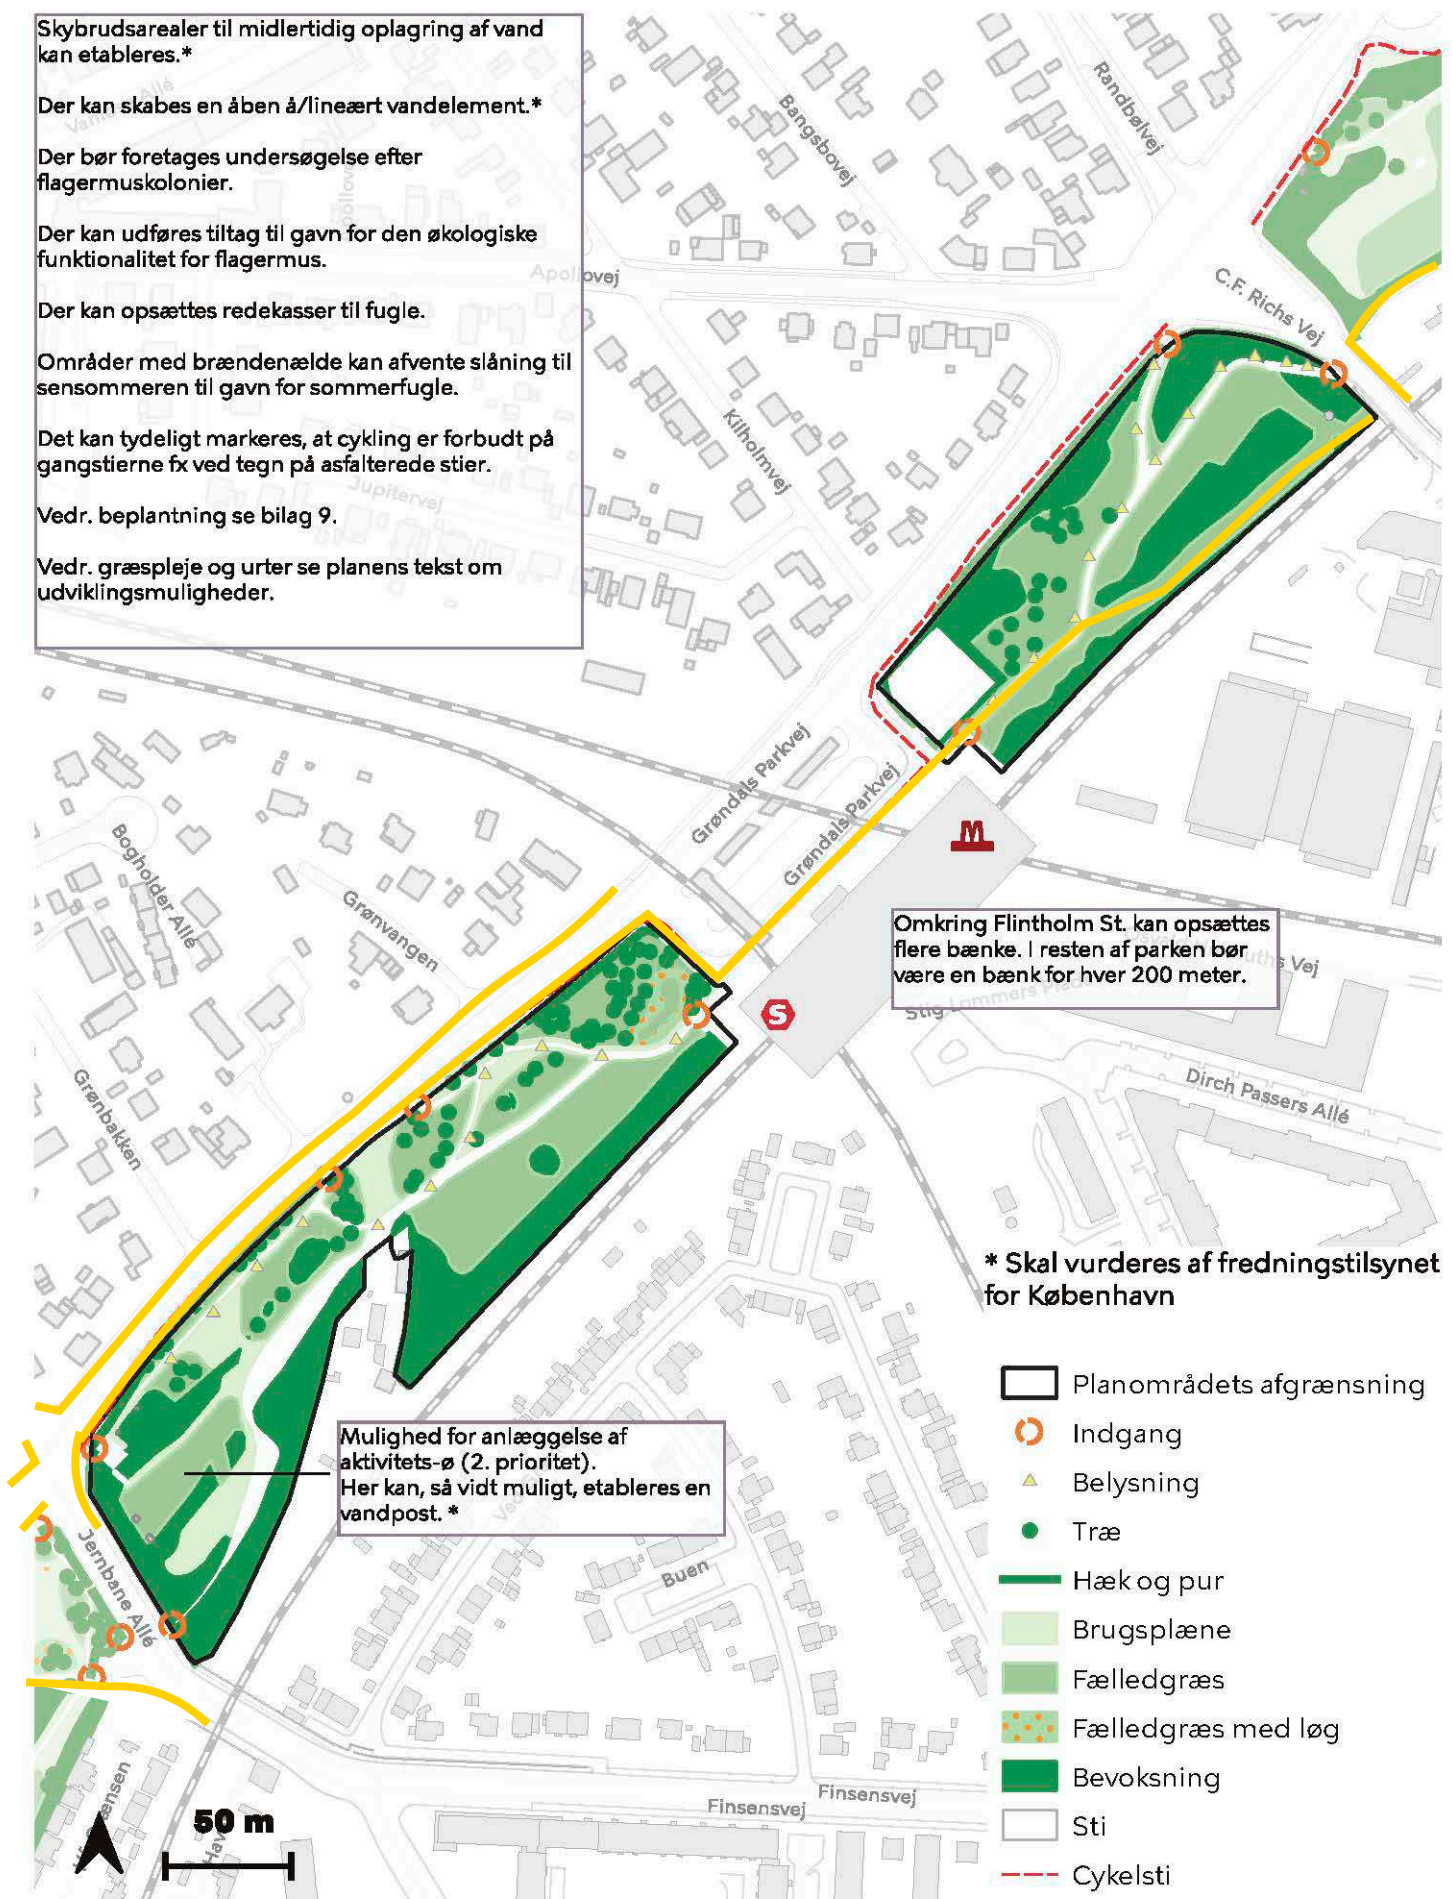 Skybrudsarealer til midlertidig oplagring af vand
kan etableres.*
Der kan skabes en åben å/lineært vandelement.*
Der bør foretages undersøgelse efter
flagermuskolonier.
Der kan udføres tiltag til gavn for den økologiske
funktionalitet for flagermus.
Der kan opsættes redekasser til fugle.
Områder med brændenælde kan afvente slåning til
sensommeren til gavn for sommerfugle.
Det kan tydeligt markeres, at cykling er forbudt på
gangstierne fx ved tegn på asfalterede stier.
Vedr. beplantning se bilag 9.
Vedr. græspleje og urter se planens tekst om
udviklingsmuligheder.
Apollovej
Jupitervej
Bangsbovej
Randbølvej
C.F. Richs Vej
Kilholmvej
Grøndals Parkvej
Grøndals Parkvej
M
Bogholder Allé
Grønvangen
Grønbakken
Omkring Flintholm St. kan opsættes
flere bænke. I resten af parken bør
være en bænk for hver 200 meter.
Vej
Stig Lommers
S
Dirch Passers Allé
* Skal vurderes af fredningstilsynet
for København
Mulighed for anlæggelse af
aktivitets-ø (2. prioritet).
Her kan, så vidt muligt, etableres en
vandpost. *
Jernbane Allé
Buen
Finsensvej
Finsensvej
50 m
Planområdets afgrænsning
Indgang
Belysning
Træ
Hæk og pur
Brugsplæne
Fælledgræs
Fælledgræs med løg
Bevoksning
Sti
Cykelsti